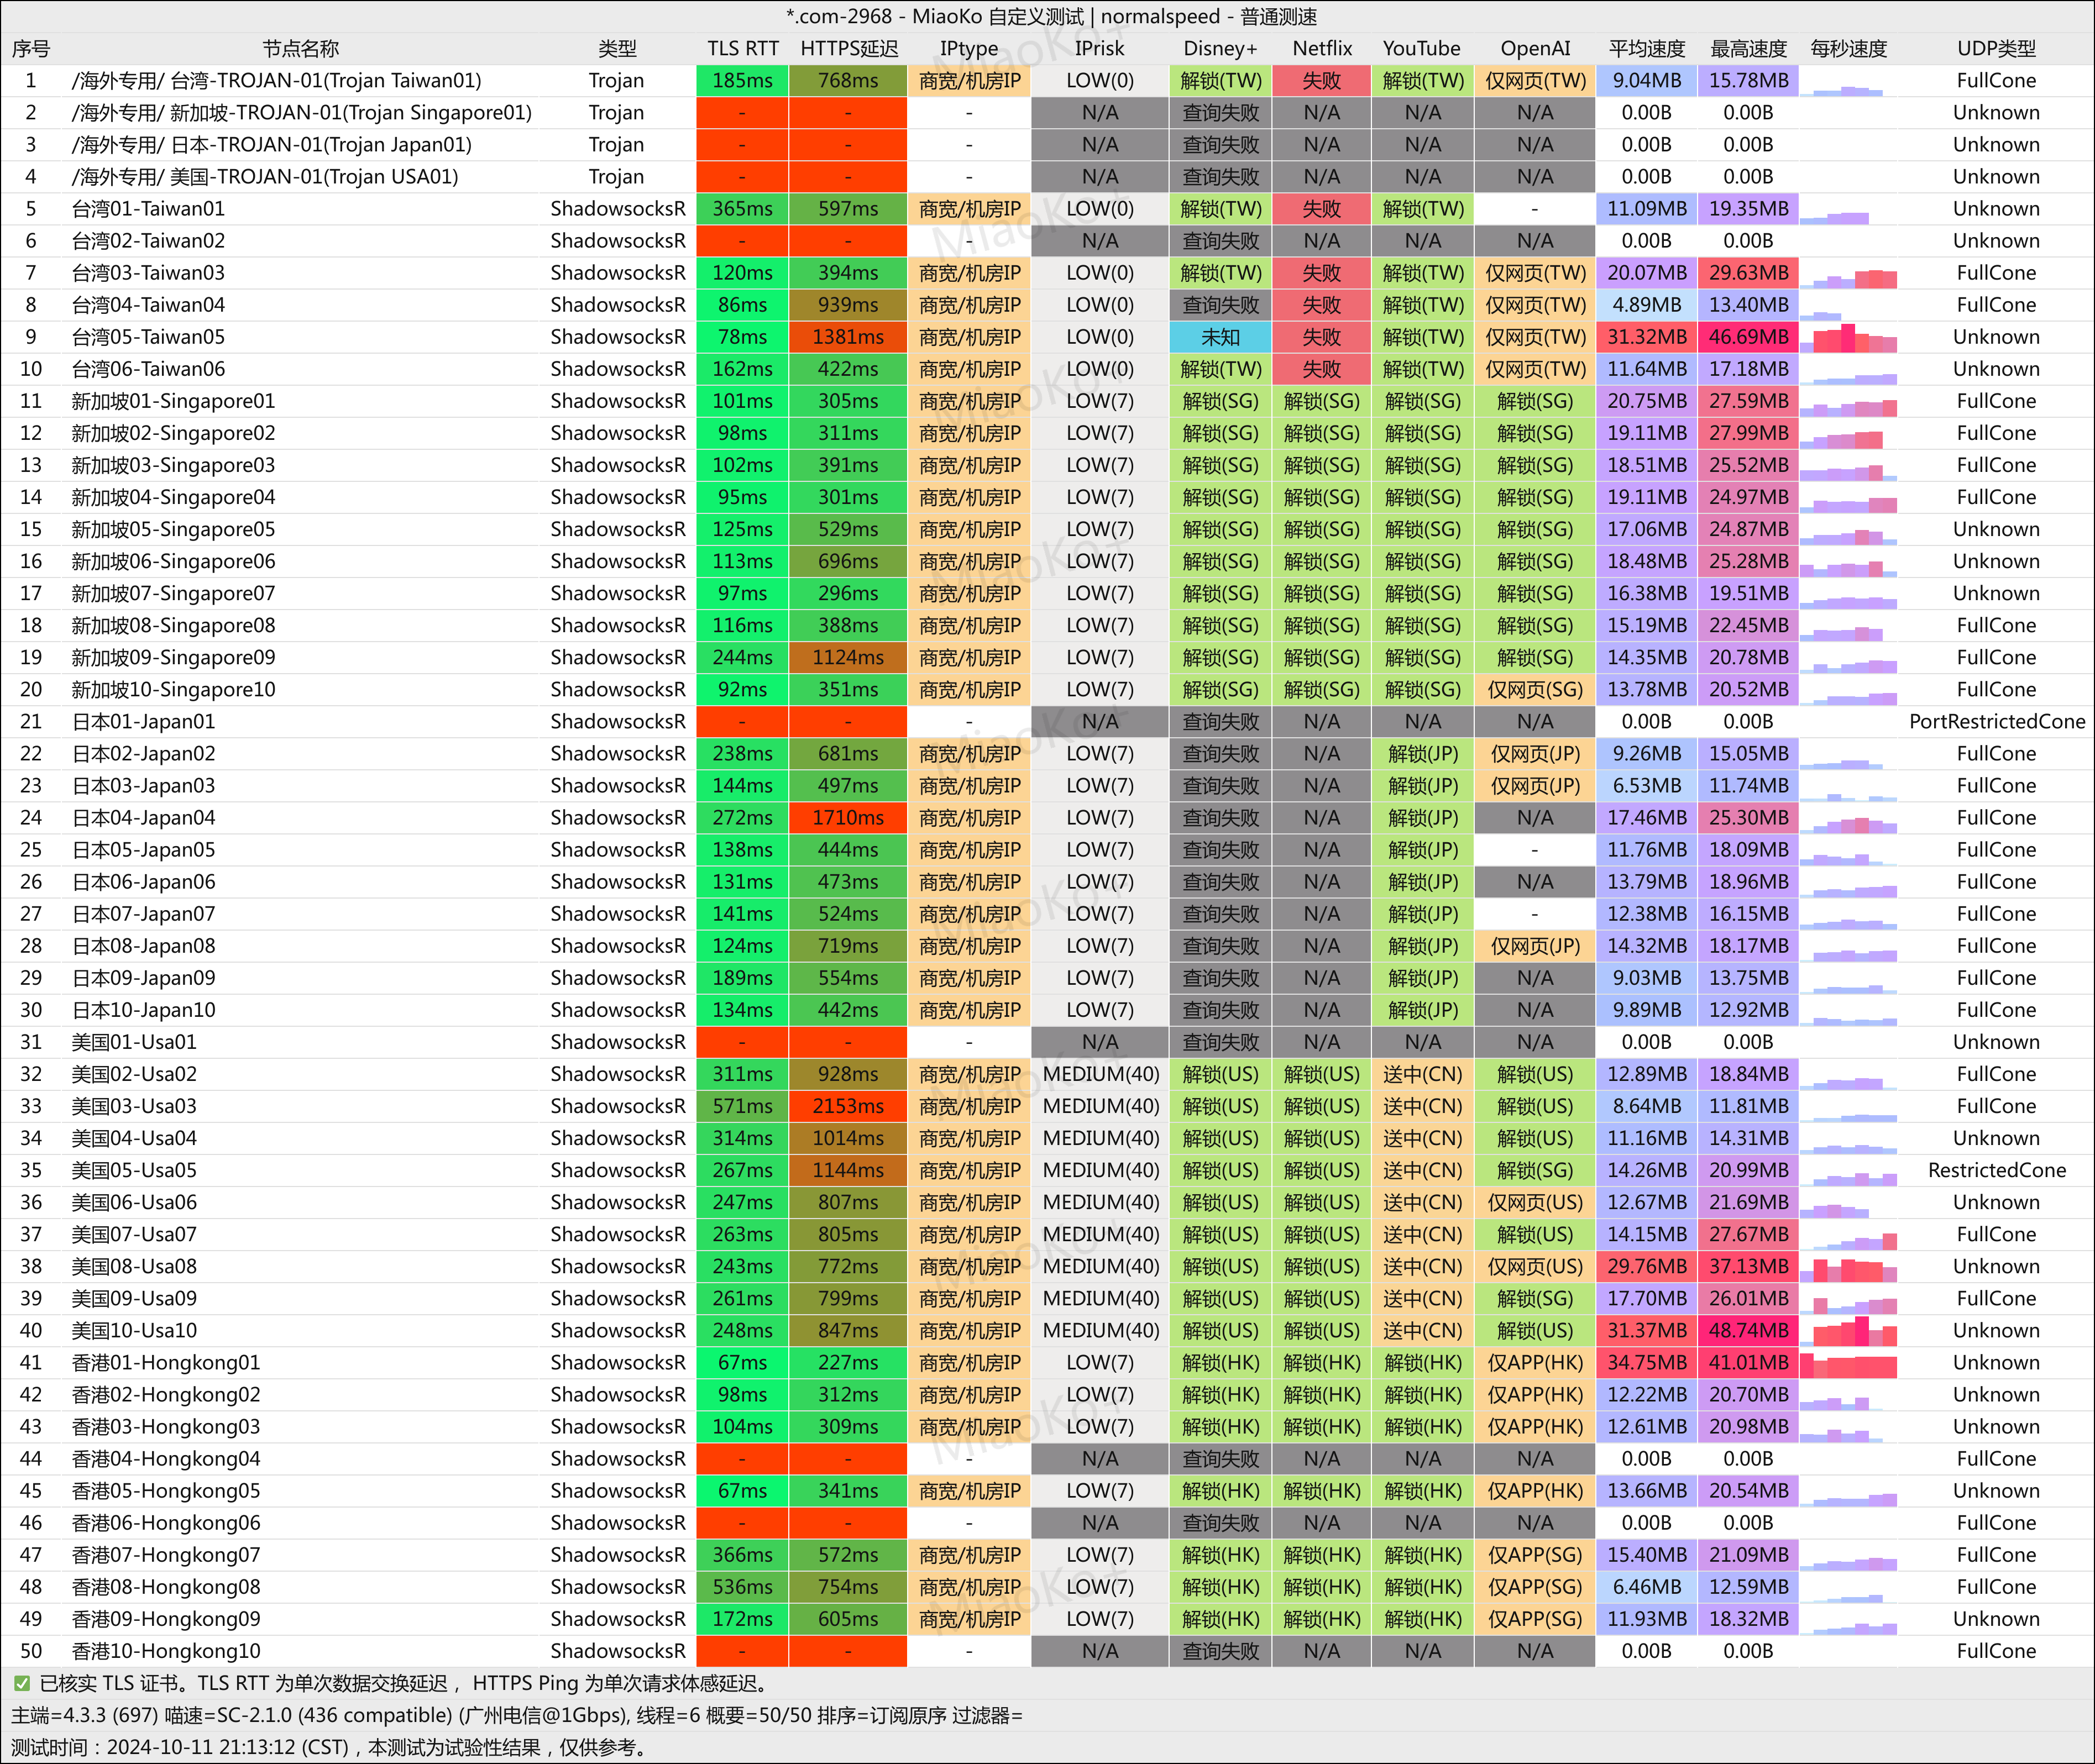 *.com-2968 - MiaoKo 自定义测试 | normalspeed - 普通测速
序号 节点名称 类型 TLS RTT HTTPS延迟 IPtype IPrisk Disney+ Netflix YouTube OpenAI 平均速度 最高速度 每秒速度 UDP类型
1 /海外专用/ 台湾-TROJAN-01(Trojan Taiwan01) Trojan 185ms 768ms 商宽/机房IP LOW(0) 解锁(TW) 失败 解锁(TW) 仅网页(TW) 9.04MB 15.78MB FullCone
2 /海外专用/ 新加坡-TROJAN-01(Trojan Singapore01) Trojan - - - N/A 查询失败 N/A N/A N/A 0.00B 0.00B Unknown
3 /海外专用/ 日本-TROJAN-01(Trojan Japan01) Trojan - - - N/A 查询失败 N/A N/A N/A 0.00B 0.00B Unknown
4 /海外专用/ 美国-TROJAN-01(Trojan USA01) Trojan - - - N/A 查询失败 N/A N/A N/A 0.00B 0.00B Unknown
5 台湾01-Taiwan01 ShadowsocksR 365ms 597ms 商宽/机房IP LOW(0) 解锁(TW) 失败 解锁(TW) - 11.09MB 19.35MB Unknown
6 台湾02-Taiwan02 ShadowsocksR - - - N/A 查询失败 N/A N/A N/A 0.00B 0.00B Unknown
7 台湾03-Taiwan03 ShadowsocksR 120ms 394ms 商宽/机房IP LOW(0) 解锁(TW) 失败 解锁(TW) 仅网页(TW) 20.07MB 29.63MB FullCone
8 台湾04-Taiwan04 ShadowsocksR 86ms 939ms 商宽/机房IP LOW(0) 查询失败 失败 解锁(TW) 仅网页(TW) 4.89MB 13.40MB FullCone
9 台湾05-Taiwan05 ShadowsocksR 78ms 1381ms 商宽/机房IP LOW(0) 未知 失败 解锁(TW) 仅网页(TW) 31.32MB 46.69MB Unknown
10 台湾06-Taiwan06 ShadowsocksR 162ms 422ms 商宽/机房IP LOW(0) 解锁(TW) 失败 解锁(TW) 仅网页(TW) 11.64MB 17.18MB Unknown
11 新加坡01-Singapore01 ShadowsocksR 101ms 305ms 商宽/机房IP LOW(7) 解锁(SG) 解锁(SG) 解锁(SG) 解锁(SG) 20.75MB 27.59MB FullCone
12 新加坡02-Singapore02 ShadowsocksR 98ms 311ms 商宽/机房IP LOW(7) 解锁(SG) 解锁(SG) 解锁(SG) 解锁(SG) 19.11MB 27.99MB FullCone
13 新加坡03-Singapore03 ShadowsocksR 102ms 391ms 商宽/机房IP LOW(7) 解锁(SG) 解锁(SG) 解锁(SG) 解锁(SG) 18.51MB 25.52MB FullCone
14 新加坡04-Singapore04 ShadowsocksR 95ms 301ms 商宽/机房IP LOW(7) 解锁(SG) 解锁(SG) 解锁(SG) 解锁(SG) 19.11MB 24.97MB FullCone
15 新加坡05-Singapore05 ShadowsocksR 125ms 529ms 商宽/机房IP LOW(7) 解锁(SG) 解锁(SG) 解锁(SG) 解锁(SG) 17.06MB 24.87MB Unknown
16 新加坡06-Singapore06 ShadowsocksR 113ms 696ms 商宽/机房IP LOW(7) 解锁(SG) 解锁(SG) 解锁(SG) 解锁(SG) 18.48MB 25.28MB Unknown
17 新加坡07-Singapore07 ShadowsocksR 97ms 296ms 商宽/机房IP LOW(7) 解锁(SG) 解锁(SG) 解锁(SG) 解锁(SG) 16.38MB 19.51MB Unknown
18 新加坡08-Singapore08 ShadowsocksR 116ms 388ms 商宽/机房IP LOW(7) 解锁(SG) 解锁(SG) 解锁(SG) 解锁(SG) 15.19MB 22.45MB FullCone
19 新加坡09-Singapore09 ShadowsocksR 244ms 1124ms 商宽/机房IP LOW(7) 解锁(SG) 解锁(SG) 解锁(SG) 解锁(SG) 14.35MB 20.78MB FullCone
20 新加坡10-Singapore10 ShadowsocksR 92ms 351ms 商宽/机房IP LOW(7) 解锁(SG) 解锁(SG) 解锁(SG) 仅网页(SG) 13.78MB 20.52MB FullCone
21 日本01-Japan01 ShadowsocksR - - - N/A 查询失败 N/A N/A N/A 0.00B 0.00B PortRestrictedCone
22 日本02-Japan02 ShadowsocksR 238ms 681ms 商宽/机房IP LOW(7) 查询失败 N/A 解锁(JP) 仅网页(JP) 9.26MB 15.05MB FullCone
23 日本03-Japan03 ShadowsocksR 144ms 497ms 商宽/机房IP LOW(7) 查询失败 N/A 解锁(JP) 仅网页(JP) 6.53MB 11.74MB FullCone
24 日本04-Japan04 ShadowsocksR 272ms 1710ms 商宽/机房IP LOW(7) 查询失败 N/A 解锁(JP) N/A 17.46MB 25.30MB FullCone
25 日本05-Japan05 ShadowsocksR 138ms 444ms 商宽/机房IP LOW(7) 查询失败 N/A 解锁(JP) - 11.76MB 18.09MB FullCone
26 日本06-Japan06 ShadowsocksR 131ms 473ms 商宽/机房IP LOW(7) 查询失败 N/A 解锁(JP) N/A 13.79MB 18.96MB FullCone
27 日本07-Japan07 ShadowsocksR 141ms 524ms 商宽/机房IP LOW(7) 查询失败 N/A 解锁(JP) - 12.38MB 16.15MB FullCone
28 日本08-Japan08 ShadowsocksR 124ms 719ms 商宽/机房IP LOW(7) 查询失败 N/A 解锁(JP) 仅网页(JP) 14.32MB 18.17MB FullCone
29 日本09-Japan09 ShadowsocksR 189ms 554ms 商宽/机房IP LOW(7) 查询失败 N/A 解锁(JP) N/A 9.03MB 13.75MB FullCone
30 日本10-Japan10 ShadowsocksR 134ms 442ms 商宽/机房IP LOW(7) 查询失败 N/A 解锁(JP) N/A 9.89MB 12.92MB FullCone
31 美国01-Usa01 ShadowsocksR - - - N/A 查询失败 N/A N/A N/A 0.00B 0.00B Unknown
32 美国02-Usa02 ShadowsocksR 311ms 928ms 商宽/机房IP MEDIUM(40) 解锁(US) 解锁(US) 送中(CN) 解锁(US) 12.89MB 18.84MB FullCone
33 美国03-Usa03 ShadowsocksR 571ms 2153ms 商宽/机房IP MEDIUM(40) 解锁(US) 解锁(US) 送中(CN) 解锁(US) 8.64MB 11.81MB FullCone
34 美国04-Usa04 ShadowsocksR 314ms 1014ms 商宽/机房IP MEDIUM(40) 解锁(US) 解锁(US) 送中(CN) 解锁(US) 11.16MB 14.31MB Unknown
35 美国05-Usa05 ShadowsocksR 267ms 1144ms 商宽/机房IP MEDIUM(40) 解锁(US) 解锁(US) 送中(CN) 解锁(SG) 14.26MB 20.99MB RestrictedCone
36 美国06-Usa06 ShadowsocksR 247ms 807ms 商宽/机房IP MEDIUM(40) 解锁(US) 解锁(US) 送中(CN) 仅网页(US) 12.67MB 21.69MB Unknown
37 美国07-Usa07 ShadowsocksR 263ms 805ms 商宽/机房IP MEDIUM(40) 解锁(US) 解锁(US) 送中(CN) 解锁(US) 14.15MB 27.67MB FullCone
38 美国08-Usa08 ShadowsocksR 243ms 772ms 商宽/机房IP MEDIUM(40) 解锁(US) 解锁(US) 送中(CN) 仅网页(US) 29.76MB 37.13MB Unknown
39 美国09-Usa09 ShadowsocksR 261ms 799ms 商宽/机房IP MEDIUM(40) 解锁(US) 解锁(US) 送中(CN) 解锁(SG) 17.70MB 26.01MB FullCone
40 美国10-Usa10 ShadowsocksR 248ms 847ms 商宽/机房IP MEDIUM(40) 解锁(US) 解锁(US) 送中(CN) 解锁(US) 31.37MB 48.74MB Unknown
41 香港01-Hongkong01 ShadowsocksR 67ms 227ms 商宽/机房IP LOW(7) 解锁(HK) 解锁(HK) 解锁(HK) 仅APP(HK) 34.75MB 41.01MB Unknown
42 香港02-Hongkong02 ShadowsocksR 98ms 312ms 商宽/机房IP LOW(7) 解锁(HK) 解锁(HK) 解锁(HK) 仅APP(HK) 12.22MB 20.70MB Unknown
43 香港03-Hongkong03 ShadowsocksR 104ms 309ms 商宽/机房IP LOW(7) 解锁(HK) 解锁(HK) 解锁(HK) 仅APP(HK) 12.61MB 20.98MB Unknown
44 香港04-Hongkong04 ShadowsocksR - - - N/A 查询失败 N/A N/A N/A 0.00B 0.00B FullCone
45 香港05-Hongkong05 ShadowsocksR 67ms 341ms 商宽/机房IP LOW(7) 解锁(HK) 解锁(HK) 解锁(HK) 仅APP(HK) 13.66MB 20.54MB Unknown
46 香港06-Hongkong06 ShadowsocksR - - - N/A 查询失败 N/A N/A N/A 0.00B 0.00B FullCone
47 香港07-Hongkong07 ShadowsocksR 366ms 572ms 商宽/机房IP LOW(7) 解锁(HK) 解锁(HK) 解锁(HK) 仅APP(SG) 15.40MB 21.09MB FullCone
48 香港08-Hongkong08 ShadowsocksR 536ms 754ms 商宽/机房IP LOW(7) 解锁(HK) 解锁(HK) 解锁(HK) 仅APP(SG) 6.46MB 12.59MB FullCone
49 香港09-Hongkong09 ShadowsocksR 172ms 605ms 商宽/机房IP LOW(7) 解锁(HK) 解锁(HK) 解锁(HK) 仅APP(SG) 11.93MB 18.32MB Unknown
50 香港10-Hongkong10 ShadowsocksR - - - N/A 查询失败 N/A N/A N/A 0.00B 0.00B FullCone
✅ 已核实 TLS 证书。TLS RTT 为单次数据交换延迟，HTTPS Ping 为单次请求体感延迟。
主端=4.3.3 (697) 喵速=SC-2.1.0 (436 compatible) (广州电信@1Gbps), 线程=6 概要=50/50 排序=订阅原序 过滤器=
测试时间：2024-10-11 21:13:12 (CST)，本测试为试验性结果，仅供参考。